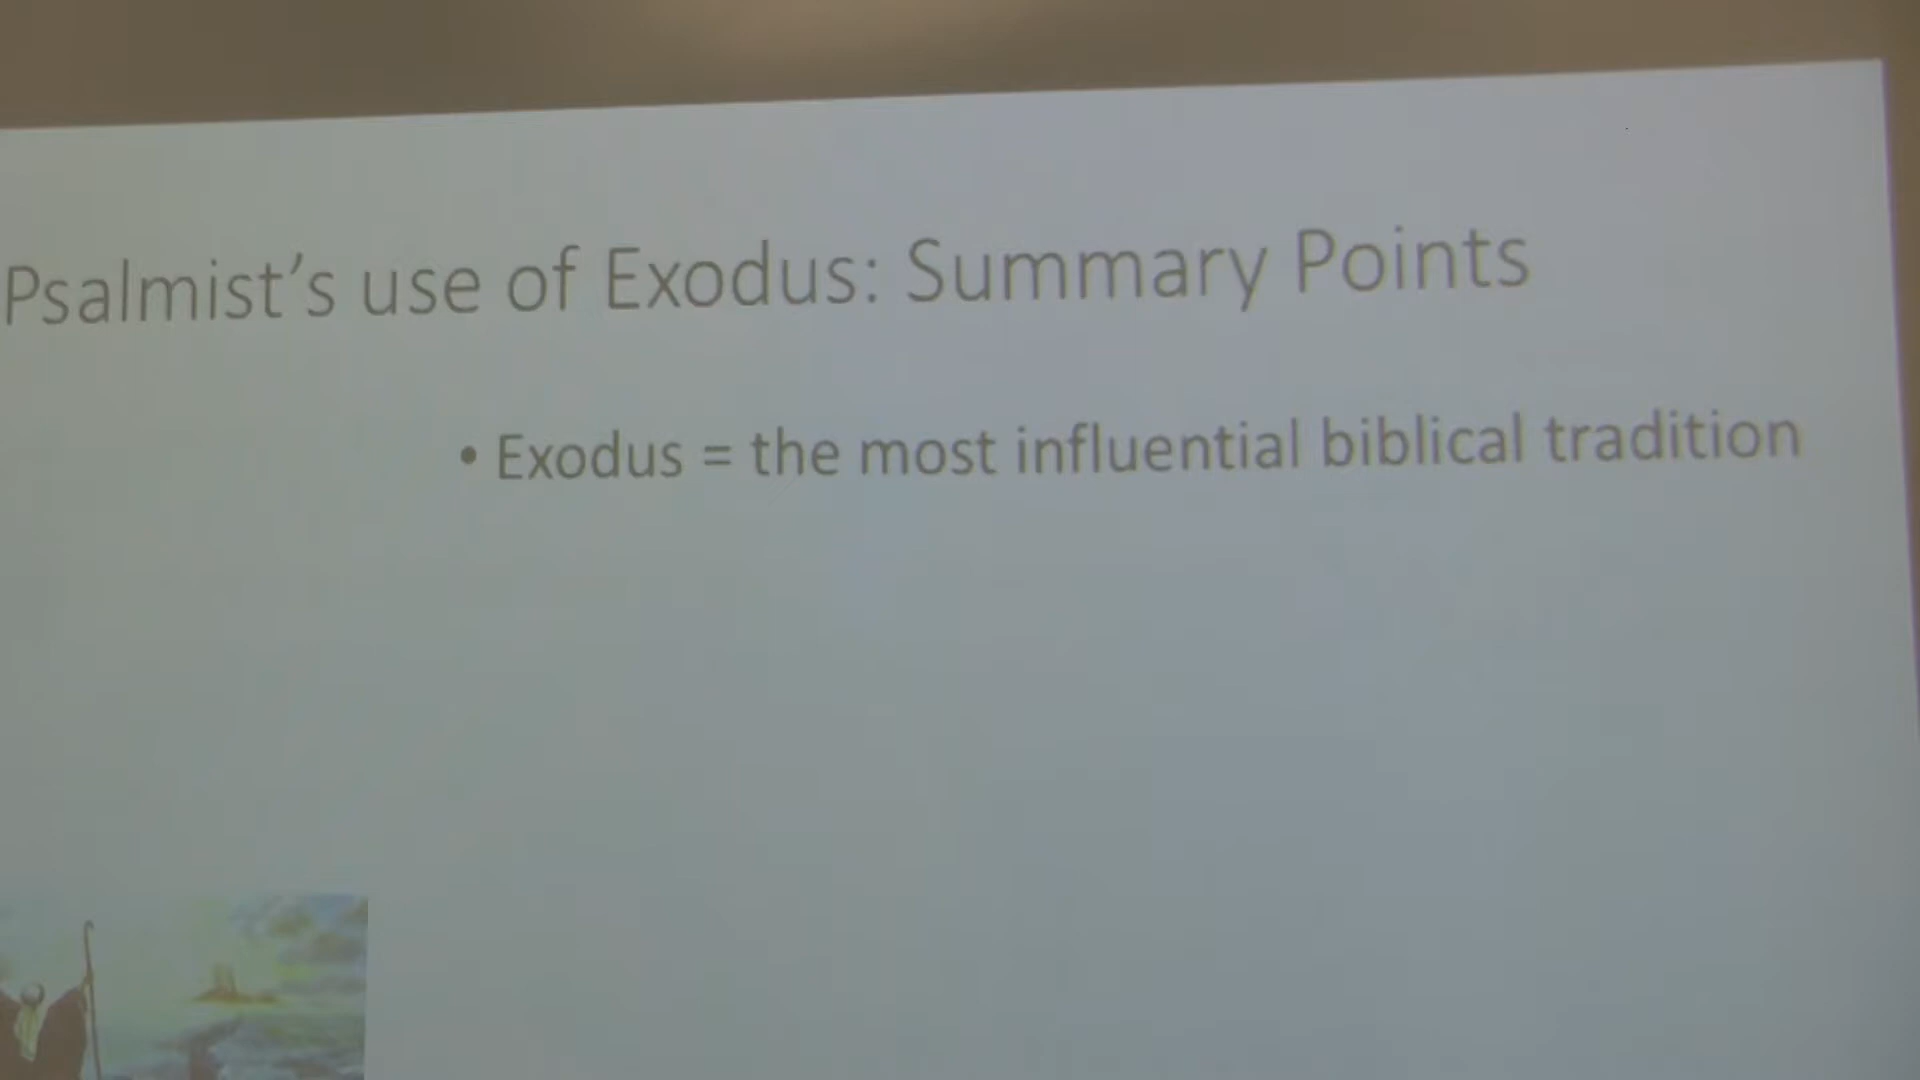 Psalmist's use of Exodus: Summary Points
• Exodus = the most influential biblical tradition